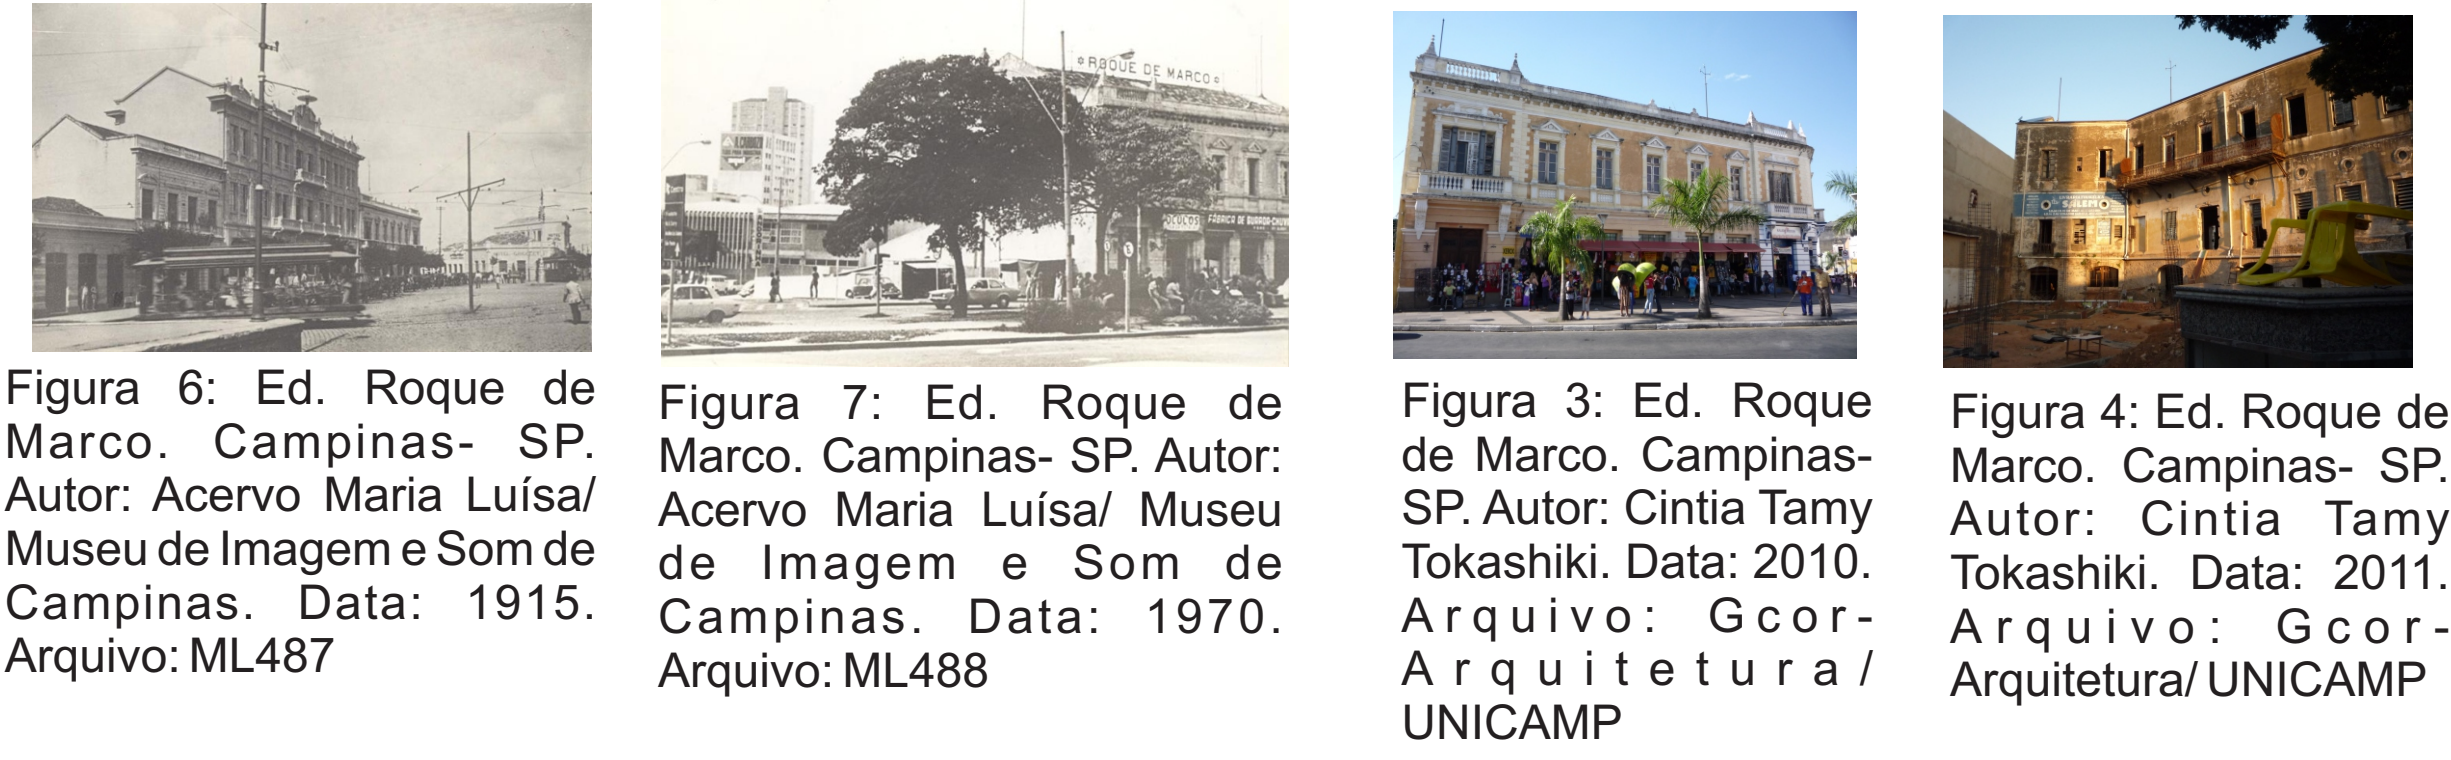 ✡ROQUE DE MARCO✡
FÁBRICA DE
SALEM
Figura 6: Ed. Roque de
Marco. Campinas- SP.
Autor: Acervo Maria Luísa/
Museu de Imagem e Som de
Campinas. Data: 1915.
Arquivo: ML487
Figura 7: Ed. Roque de
Marco. Campinas- SP. Autor:
Acervo Maria Luísa/ Museu
de Imagem e Som de
Campinas. Data: 1970.
Arquivo: ML488
Figura 3: Ed. Roque
de Marco. Campinas-
SP. Autor: Cintia Tamy
Tokashiki. Data: 2010.
Arquivo: Gcor-
Arquitetura/
UNICAMP
Figura 4: Ed. Roque de
Marco. Campinas- SP.
Autor: Cintia Tamy
Tokashiki. Data: 2011.
Arquivo: Gcor-
Arquitetura/ UNICAMP